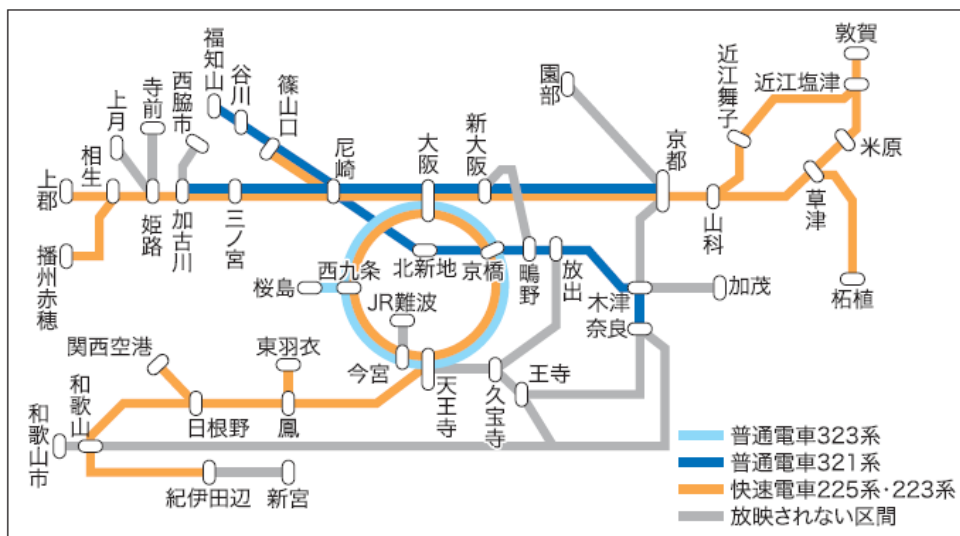 敦賀
福知山
谷川
西脇市
寺前
上月
篠山口
園部
近江舞子
近江塩津
相生
尼崎
大阪
新大阪
京都
米原
上郡
姫路
加古川
三ノ宮
山科
草津
播州赤穂
北新地
京橋
鴫野
放出
西九条
桜島
木津
加茂
柘植
JR難波
奈良
関西空港
東羽衣
今宮
天王寺
久宝寺
王寺
和歌山
日根野
鳳
和歌山市
紀伊田辺
新宮
普通電車323系
普通電車321系
快速電車225系・223系
放映されない区間